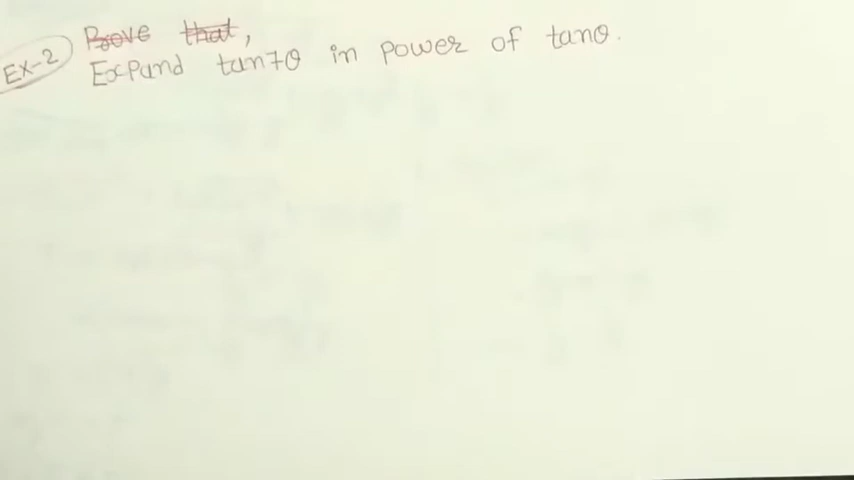 Prove that,
EX-2 Expand tan7θ in power of tanθ.